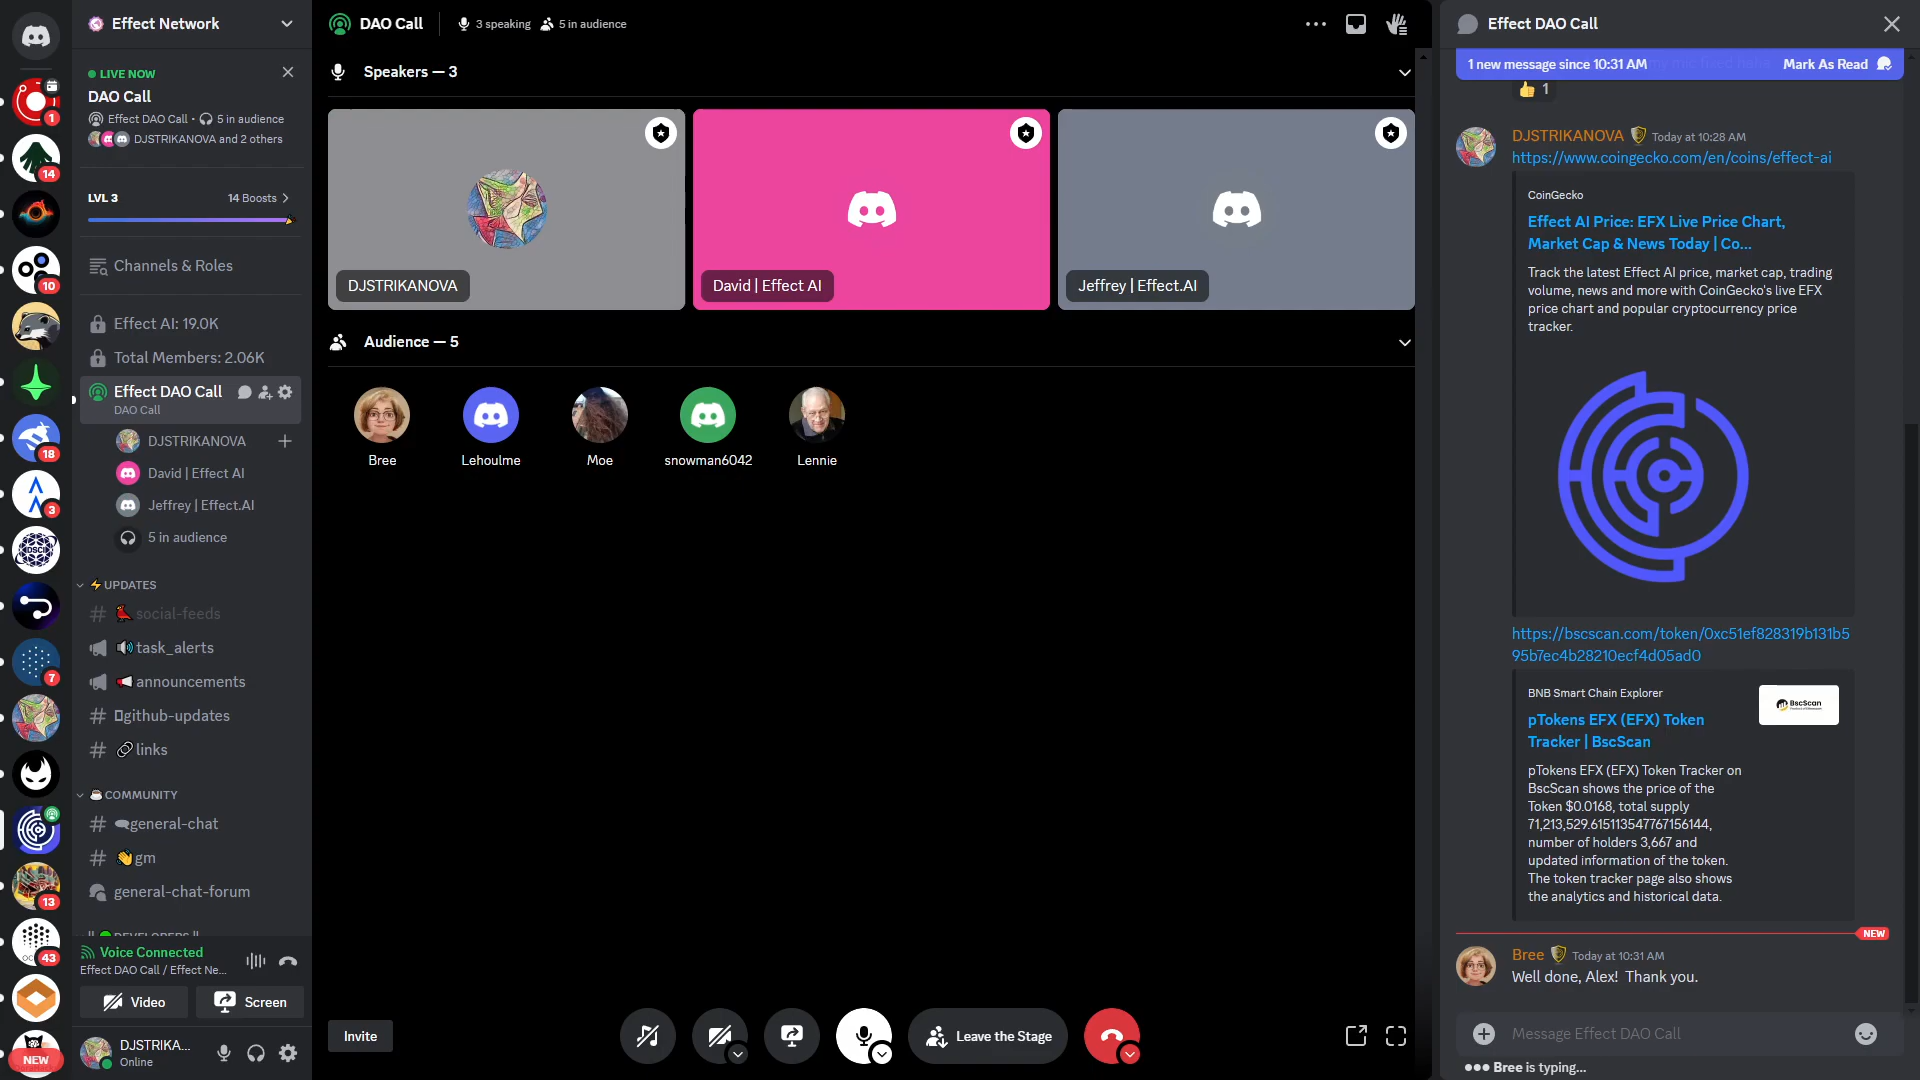 Effect Network
LIVE NOW
DAO Call
Effect DAO Call • 5 in audience
DJSTRIKANOVA and 2 others
LVL 3
14 Boosts
Channels & Roles
Effect AI: 19.0K
Total Members: 2.06K
Effect DAO Call
DAO Call
DJSTRIKANOVA
David | Effect AI
Jeffrey | Effect.AI
5 in audience
⚡UPDATES
social-feeds
task_alerts
announcements
github-updates
links
COMMUNITY
general-chat
gm
general-chat-forum
Voice Connected
Effect DAO Call / Effect Ne...
Video
Screen
DJSTRIKA...
Online
1
14
10
18
3
DSCI
7
13
43
NEW
DAO Call
3 speaking
5 in audience
Speakers — 3
DJSTRIKANOVA
David | Effect AI
Jeffrey | Effect.AI
Audience — 5
Bree
Lehoulme
Moe
snowman6042
Lennie
Invite
Leave the Stage
Effect DAO Call
1 new message since 10:31 AM
Mark As Read
👍 1
DJSTRIKANOVA Today at 10:28 AM
https://www.coingecko.com/en/coins/effect-ai
CoinGecko
Effect AI Price: EFX Live Price Chart,
Market Cap & News Today | Co...
Track the latest Effect AI price, market cap, trading
volume, news and more with CoinGecko's live EFX
price chart and popular cryptocurrency price
tracker.
https://bscscan.com/token/0xc51ef828319b131b5
95b7ec4b28210ecf4d05ad0
BNB Smart Chain Explorer
BscScan
pTokens EFX (EFX) Token
Tracker | BscScan
pTokens EFX (EFX) Token Tracker on
BscScan shows the price of the
Token $0.0168, total supply
71,213,529.615113547767156144,
number of holders 3,667 and
updated information of the token.
The token tracker page also shows
the analytics and historical data.
NEW
Bree Today at 10:31 AM
Well done, Alex! Thank you.
Message Effect DAO Call
Bree is typing...